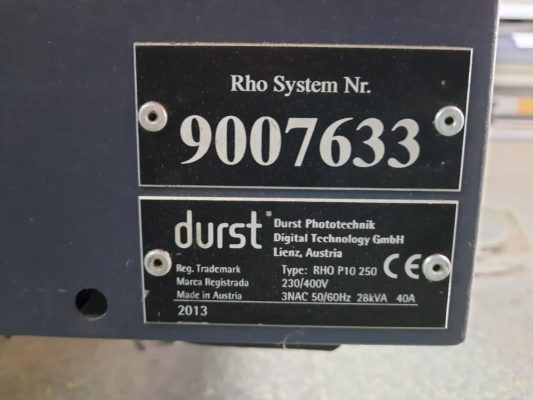 Rho System Nr.
9007633
durst® Durst Phototechnik
Digital Technology GmbH
Lienz, Austria
Reg. Trademark Type: RHO P10 250 CE
Marca Registrada 230/400V
Made in Austria 3NAC 50/60Hz 28kVA 40A
2013